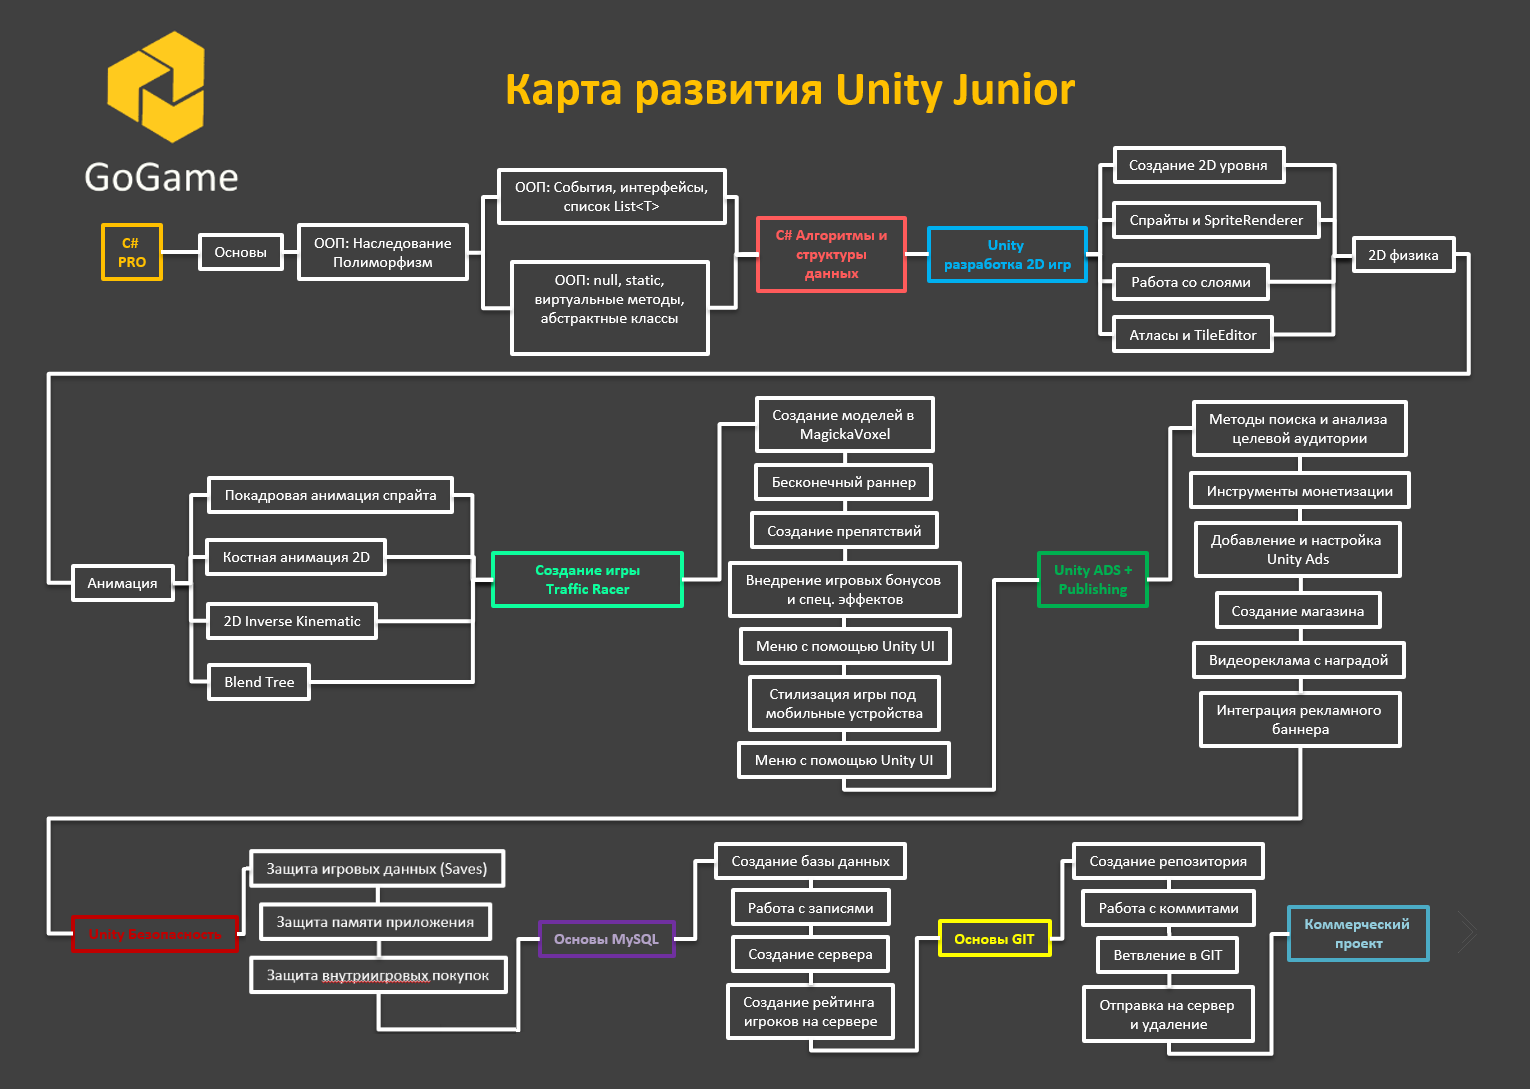 Карта развития Unity Junior
GoGame
C#
PRO
Основы
ООП: Наследование
Полиморфизм
ООП: События, интерфейсы,
список List<T>
ООП: null, static,
виртуальные методы,
абстрактные классы
C# Алгоритмы и
структуры
данных
Unity
разработка 2D игр
Создание 2D уровня
Спрайты и SpriteRenderer
Работа со слоями
Атласы и TileEditor
2D физика
Анимация
Покадровая анимация спрайта
Костная анимация 2D
2D Inverse Kinematic
Blend Tree
Создание игры
Traffic Racer
Создание моделей в
MagickaVoxel
Бесконечный раннер
Создание препятствий
Внедрение игровых бонусов
и спец. эффектов
Меню с помощью Unity UI
Стилизация игры под
мобильные устройства
Меню с помощью Unity UI
Unity ADS +
Publishing
Методы поиска и анализа
целевой аудитории
Инструменты монетизации
Добавление и настройка
Unity Ads
Создание магазина
Видеореклама с наградой
Интеграция рекламного
баннера
Unity Безопасность
Защита игровых данных (Saves)
Защита памяти приложения
Защита внутриигровых покупок
Основы MySQL
Создание базы данных
Работа с записями
Создание сервера
Создание рейтинга
игроков на сервере
Основы GIT
Создание репозитория
Работа с коммитами
Ветвление в GIT
Отправка на сервер
и удаление
Коммерческий
проект